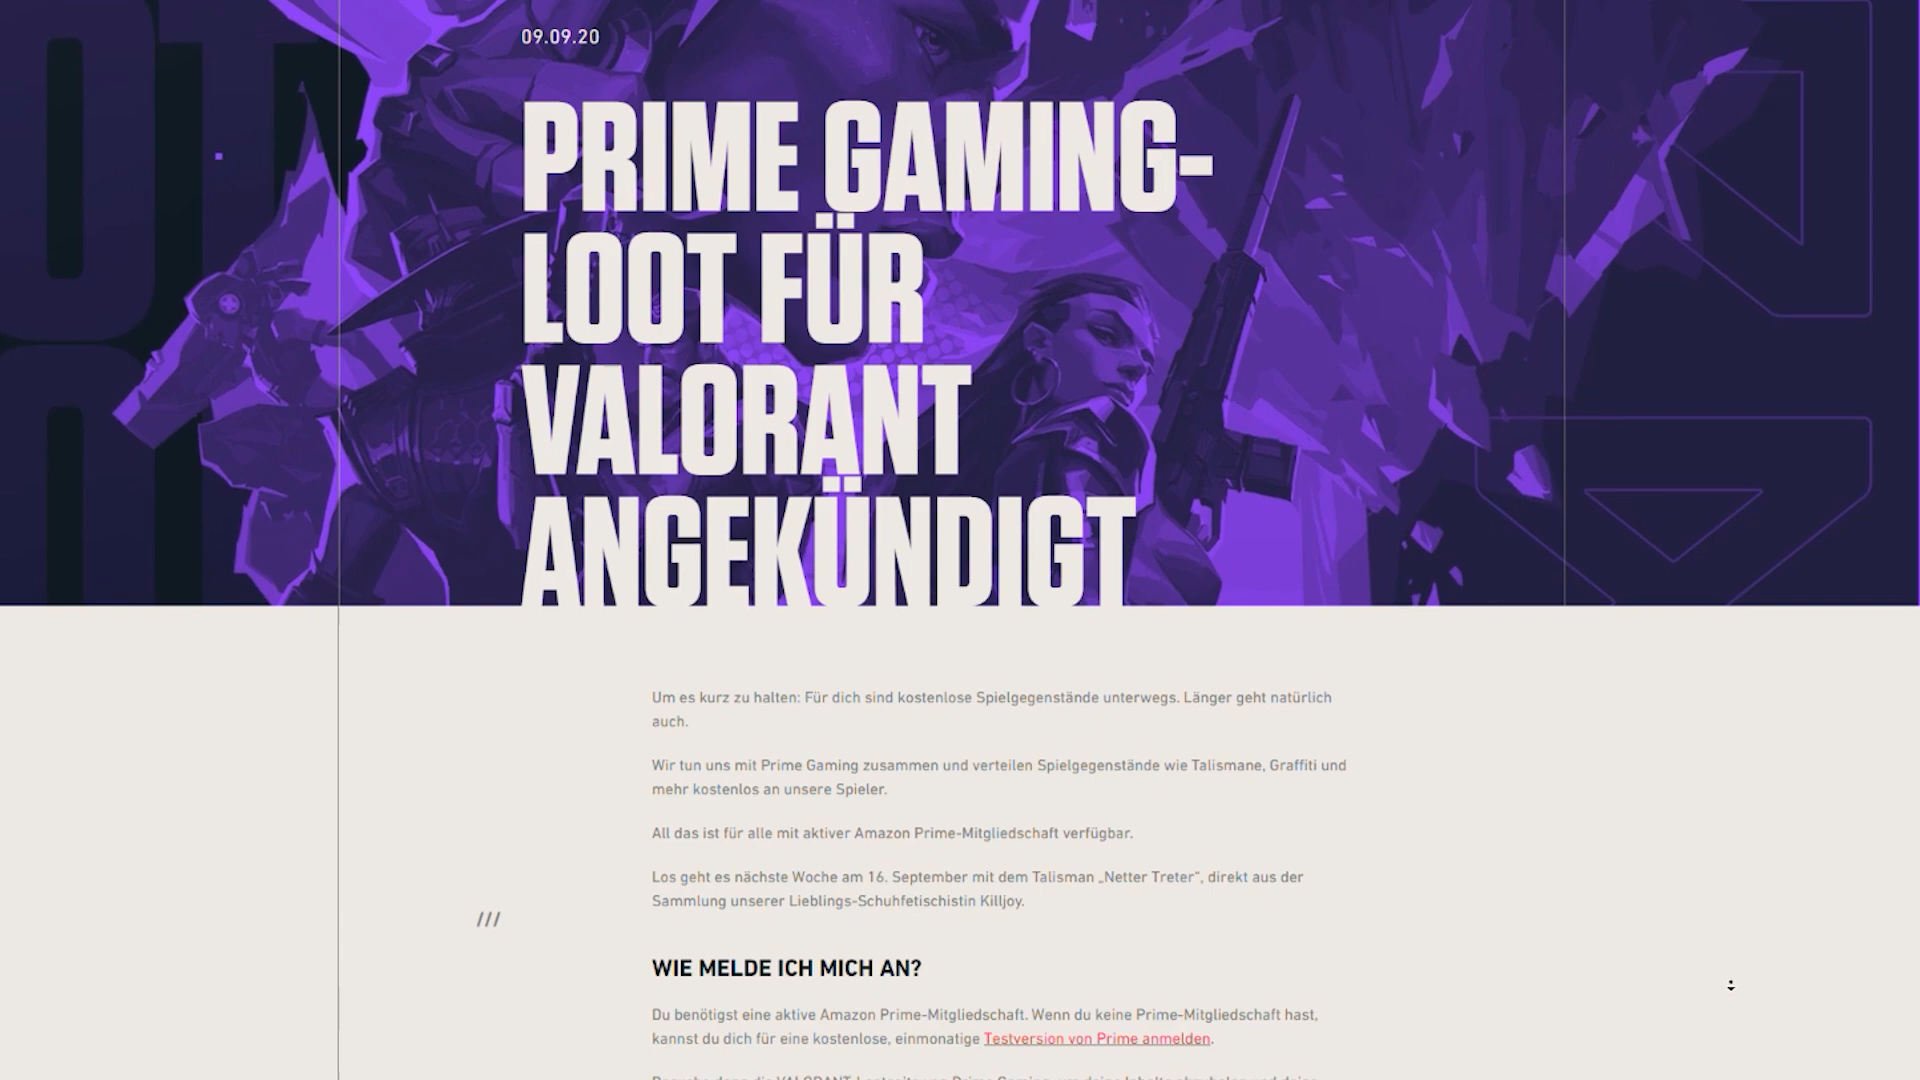 09.09.20
PRIME GAMING-
LOOT FÜR
VALORANT
ANGEKÜNDIGT
Um es kurz zu halten: Für dich sind kostenlose Spielgegenstände unterwegs. Länger geht natürlich
auch.
Wir tun uns mit Prime Gaming zusammen und verteilen Spielgegenstände wie Talismane, Graffiti und
mehr kostenlos an unsere Spieler.
All das ist für alle mit aktiver Amazon Prime-Mitgliedschaft verfügbar.
Los geht es nächste Woche am 16. September mit dem Talisman „Netter Treter“, direkt aus der
Sammlung unserer Lieblings-Schuhfetischistin Killjoy.
///
WIE MELDE ICH MICH AN?
Du benötigst eine aktive Amazon Prime-Mitgliedschaft. Wenn du keine Prime-Mitgliedschaft hast,
kannst du dich für eine kostenlose, einmonatige Testversion von Prime anmelden.